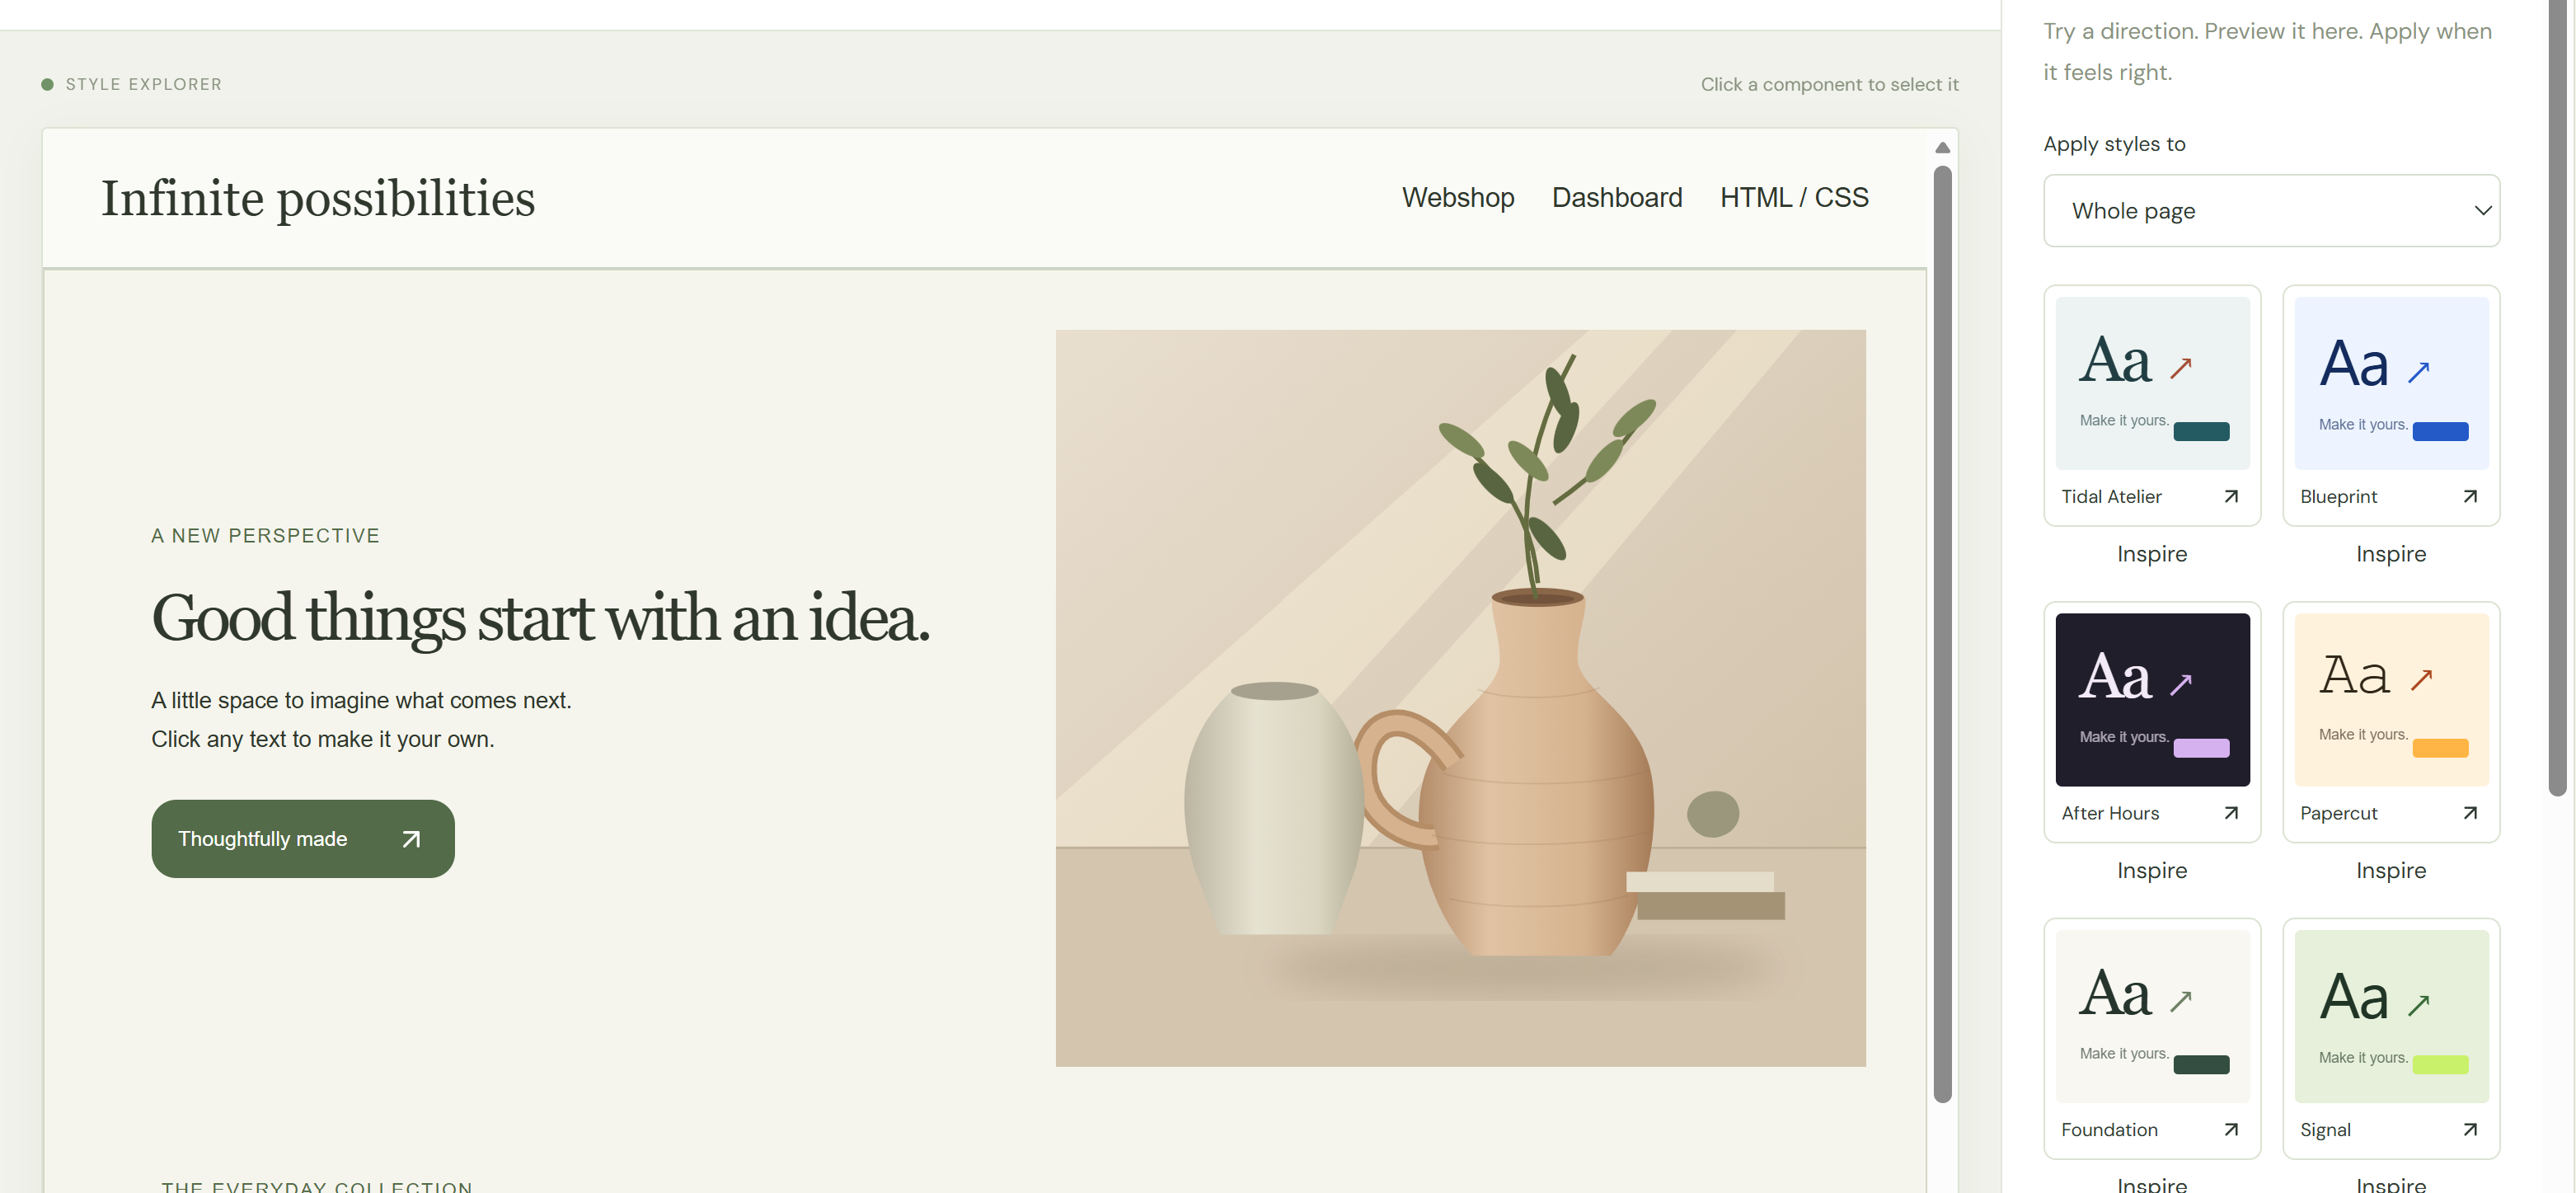 STYLE EXPLORER
Click a component to select it
Infinite possibilities
Webshop
Dashboard
HTML / CSS
A NEW PERSPECTIVE
Good things start with an idea.
A little space to imagine what comes next.
Click any text to make it your own.
Thoughtfully made
THE EVERYDAY COLLECTION
Try a direction. Preview it here. Apply when
it feels right.
Apply styles to
Whole page
Aa
Make it yours.
Tidal Atelier
Inspire
Aa
Make it yours.
Blueprint
Inspire
Aa
Make it yours.
After Hours
Inspire
Aa
Make it yours.
Papercut
Inspire
Aa
Make it yours.
Foundation
Inspire
Aa
Make it yours.
Signal
Inspire